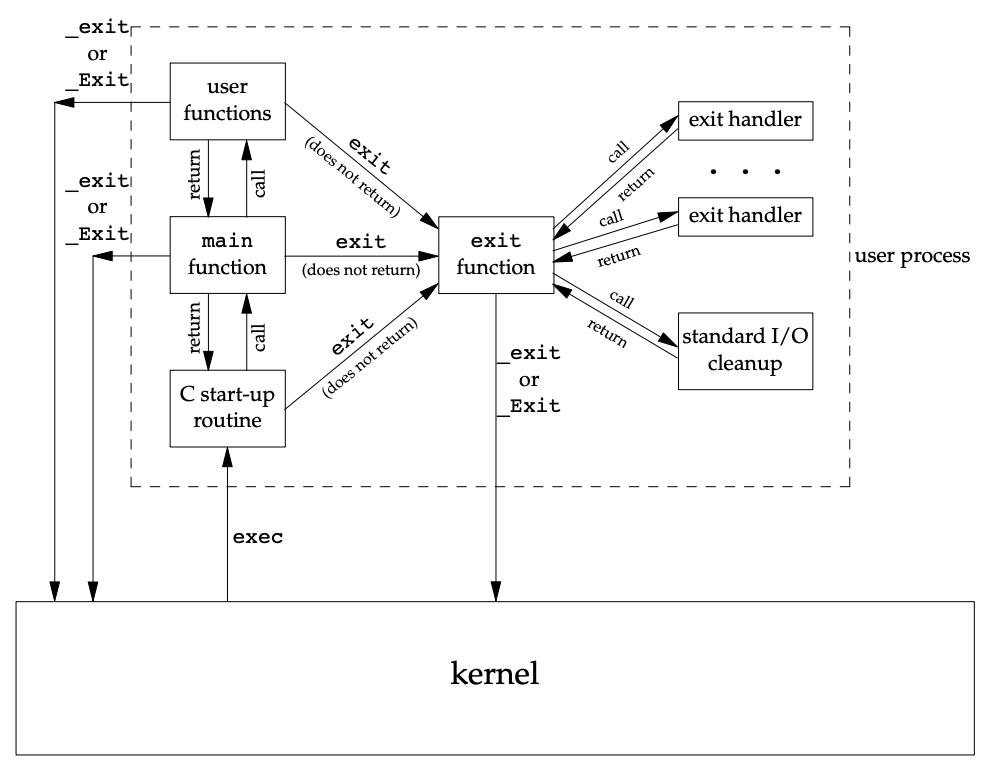 _exit
or
_Exit
user
functions
exit
(does not return)
return
call
_exit
or
_Exit
main
function
exit
(does not return)
exit
function
call
return
exit handler
. . .
call
return
exit handler
user process
call
return
standard I/O
cleanup
return
call
exit
(does not return)
C start-up
routine
_exit
or
_Exit
exec
kernel